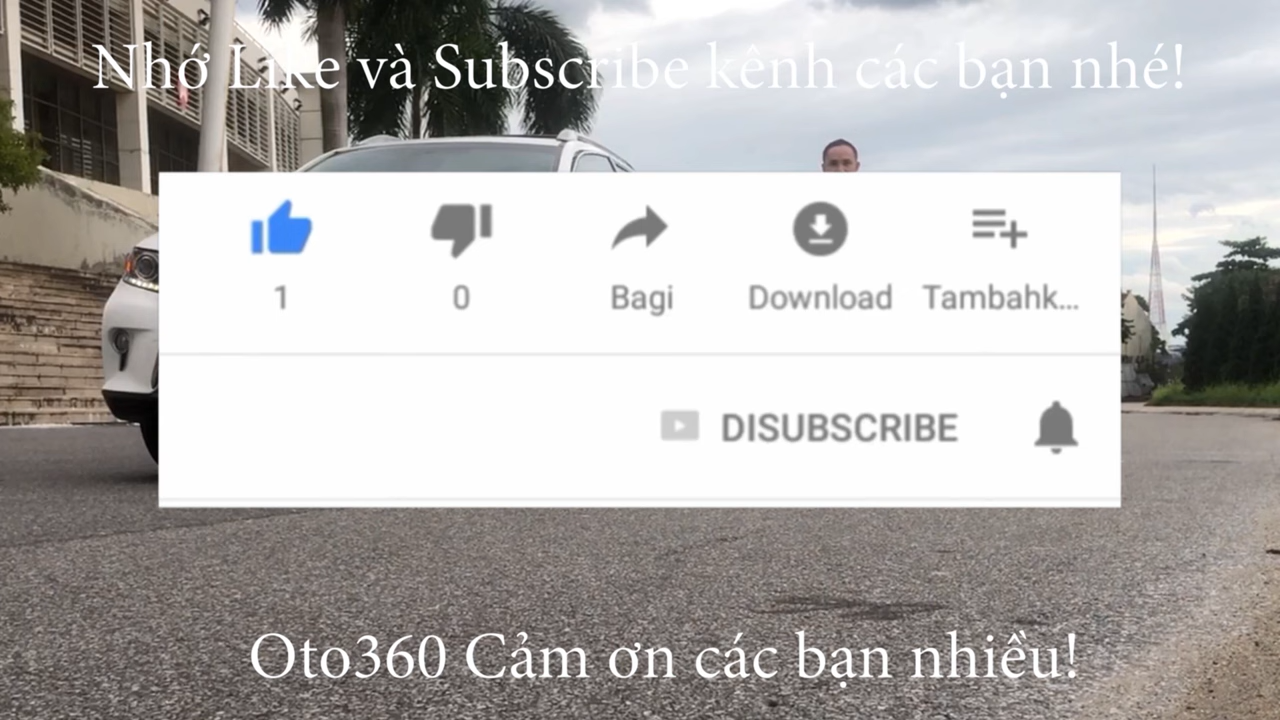 Nhớ Like và Subscribe kênh các bạn nhé!
1 0 Bagi Download Tambahk...
DISUBSCRIBE
Oto360 Cảm ơn các bạn nhiều!